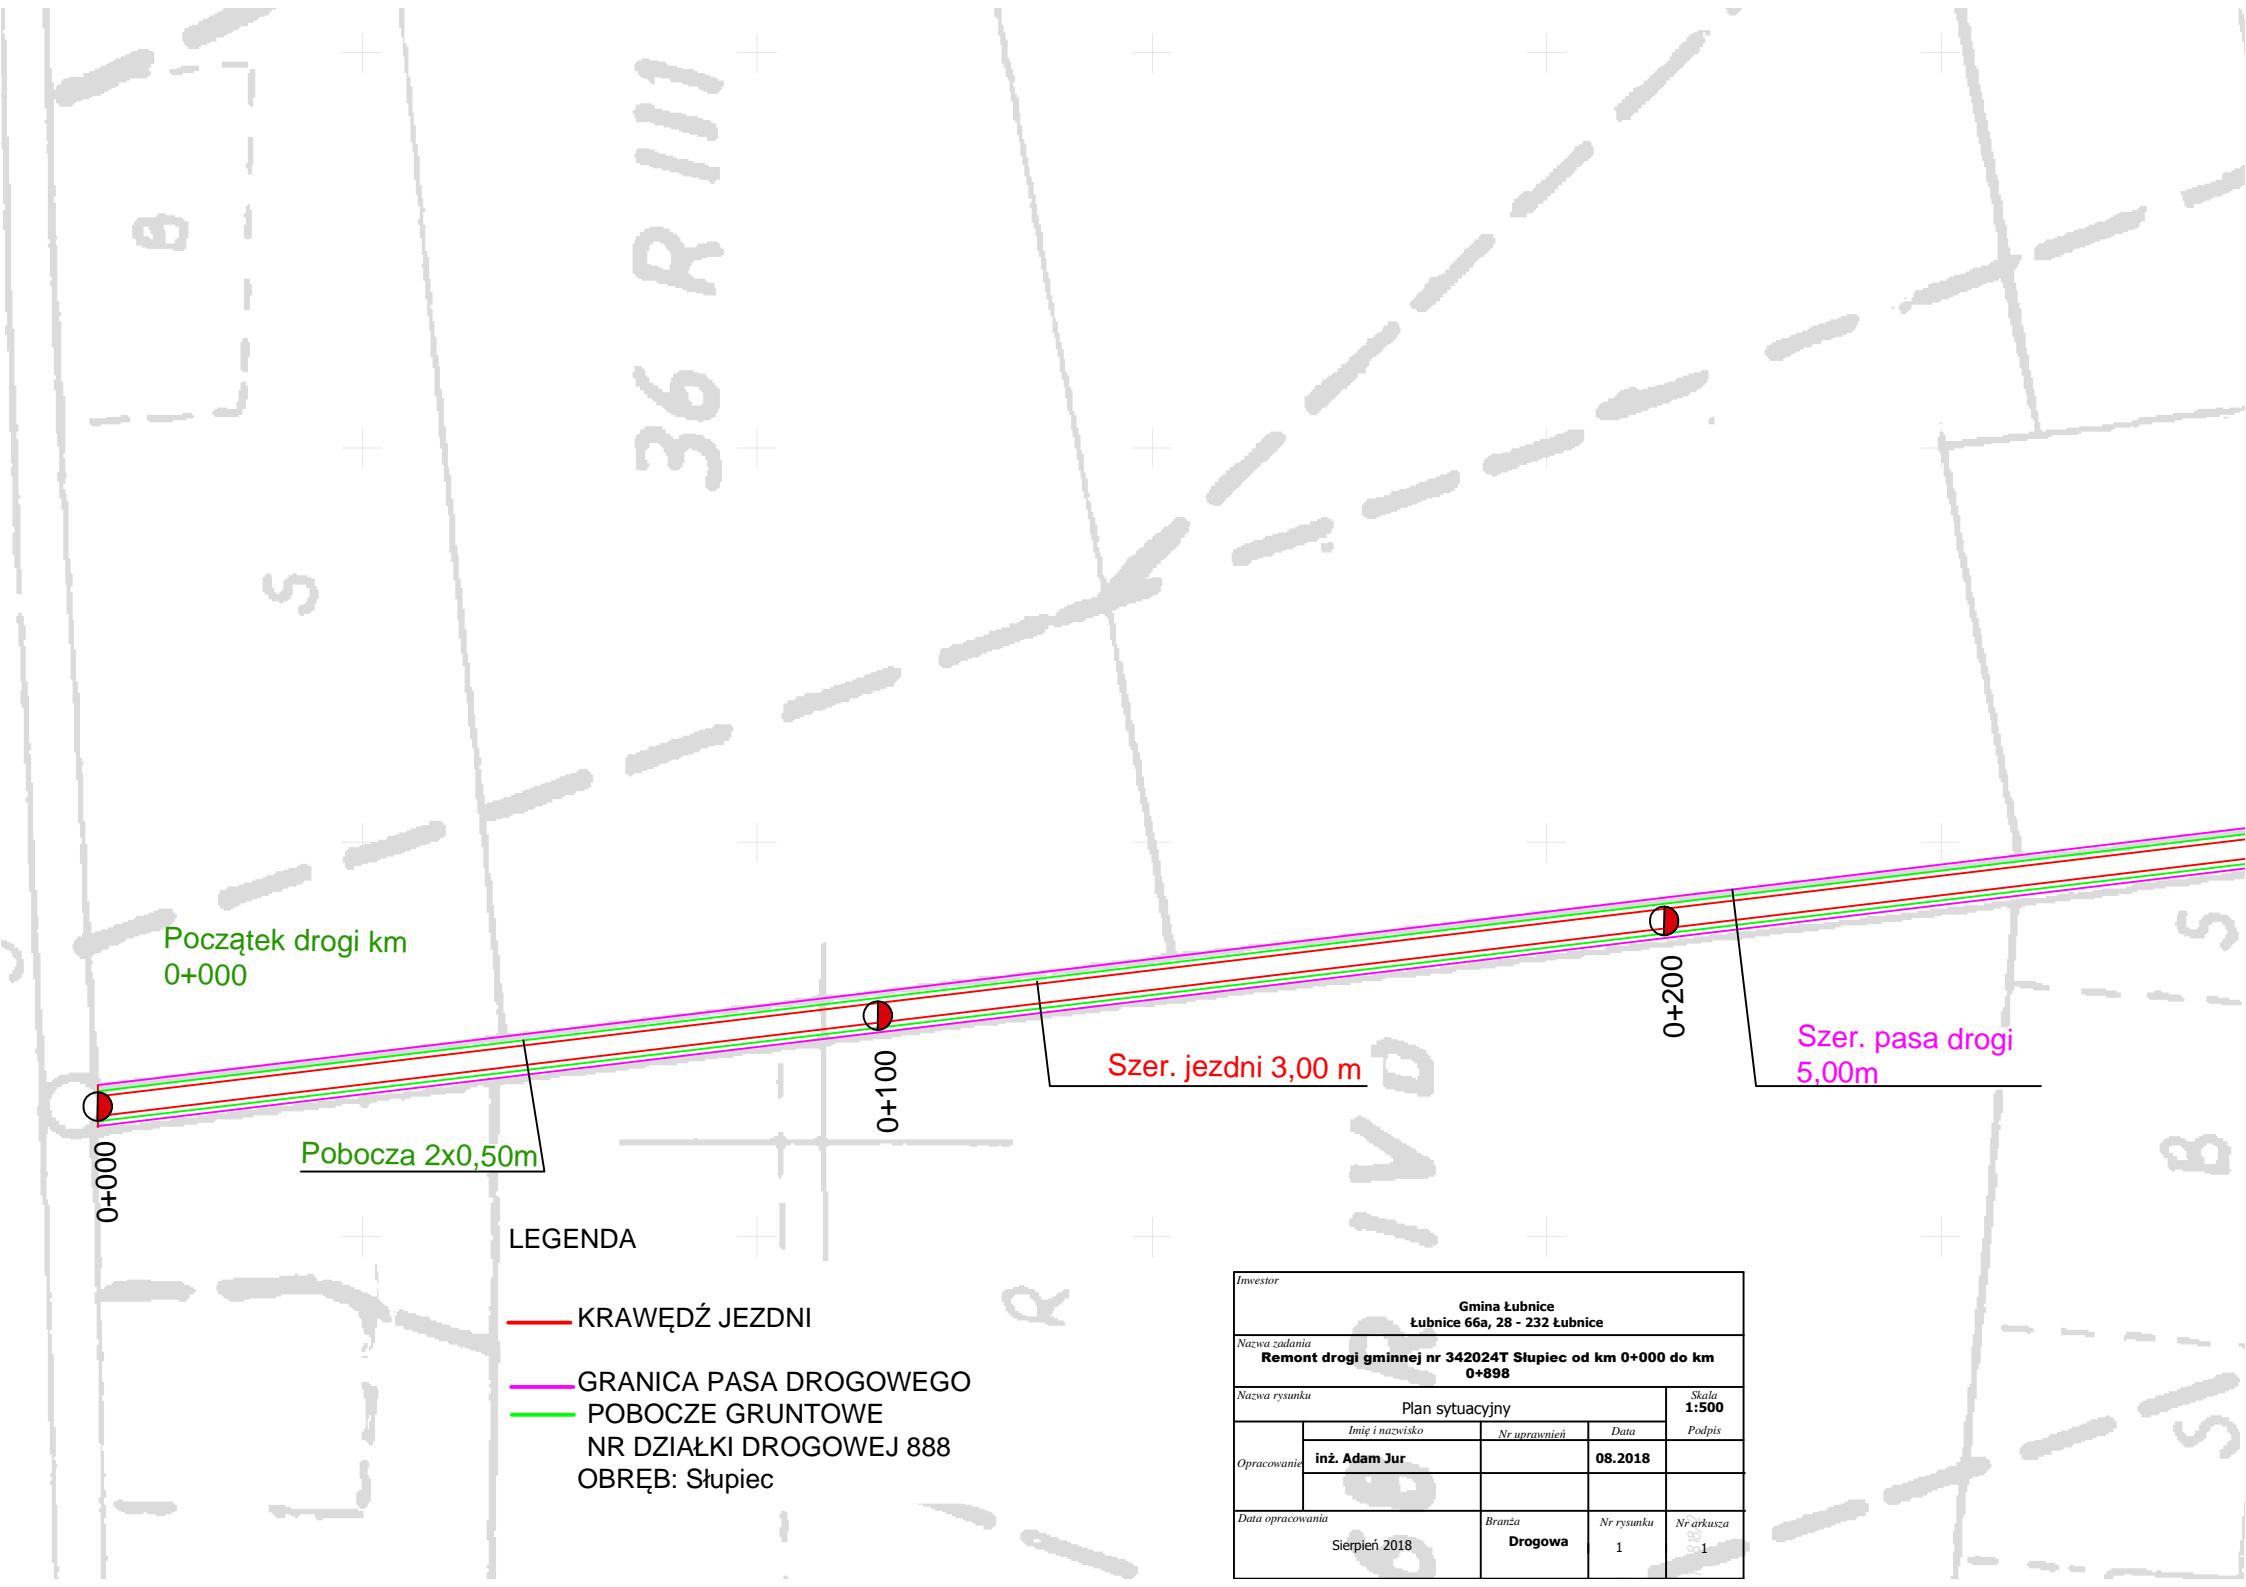 36 R III
B
S
Początek drogi km
0+000
0+000
Pobocza 2x0,50m
0+100
Szer. jezdni 3,00 m
0+200
Szer. pasa drogi
5,00m
S
B
S
R
R IVD
LEGENDA
KRAWĘDŹ JEZDNI
GRANICA PASA DROGOWEGO
POBOCZE GRUNTOWE
NR DZIAŁKI DROGOWEJ 888
OBRĘB: Słupiec
Inwestor
Gmina Łubnice
Łubnice 66a, 28 - 232 Łubnice
Nazwa zadania
Remont drogi gminnej nr 342024T Słupiec od km 0+000 do km
0+898
Nazwa rysunku
Plan sytuacyjny
Skala
1:500
Imię i nazwisko
Nr uprawnień
Data
Podpis
Opracowanie
inż. Adam Jur
08.2018
Data opracowania
Sierpień 2018
Branża
Drogowa
Nr rysunku
1
Nr arkusza
1